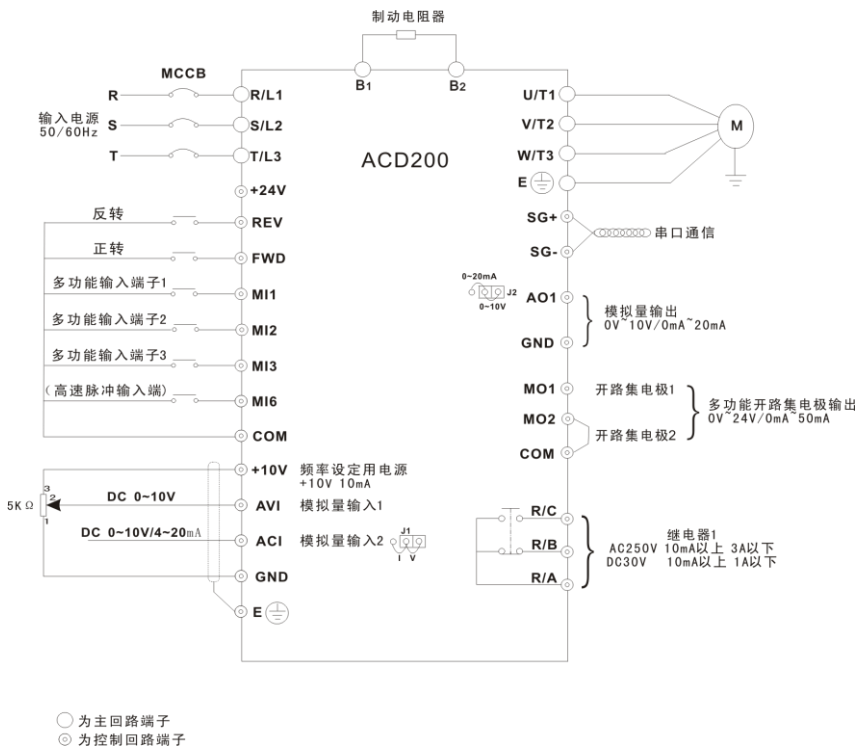 制动电阻器
B1 B2
MCCB
R R/L1
输入电源
50/60Hz
S S/L2
T T/L3
ACD200
U/T1
V/T2
W/T3
M
E
+24V
反转 REV
正转 FWD
多功能输入端子1 MI1
多功能输入端子2 MI2
多功能输入端子3 MI3
(高速脉冲输入端) MI6
COM
SG+
SG-
串口通信
0~20mA
J2
0~10V
AO1
GND
模拟量输出
0V~10V/0mA~20mA
MO1 开路集电极1
MO2
开路集电极2
COM
多功能开路集电极输出
0V~24V/0mA~50mA
+10V 频率设定用电源
+10V 10mA
5KΩ
3
2
1
DC 0~10V AVI 模拟量输入1
DC 0~10V/4~20mA ACI 模拟量输入2
J1
I V
GND
E
R/C
R/B
R/A
继电器1
AC250V 10mA以上 3A以下
DC30V 10mA以上 1A以下
为主回路端子
为控制回路端子